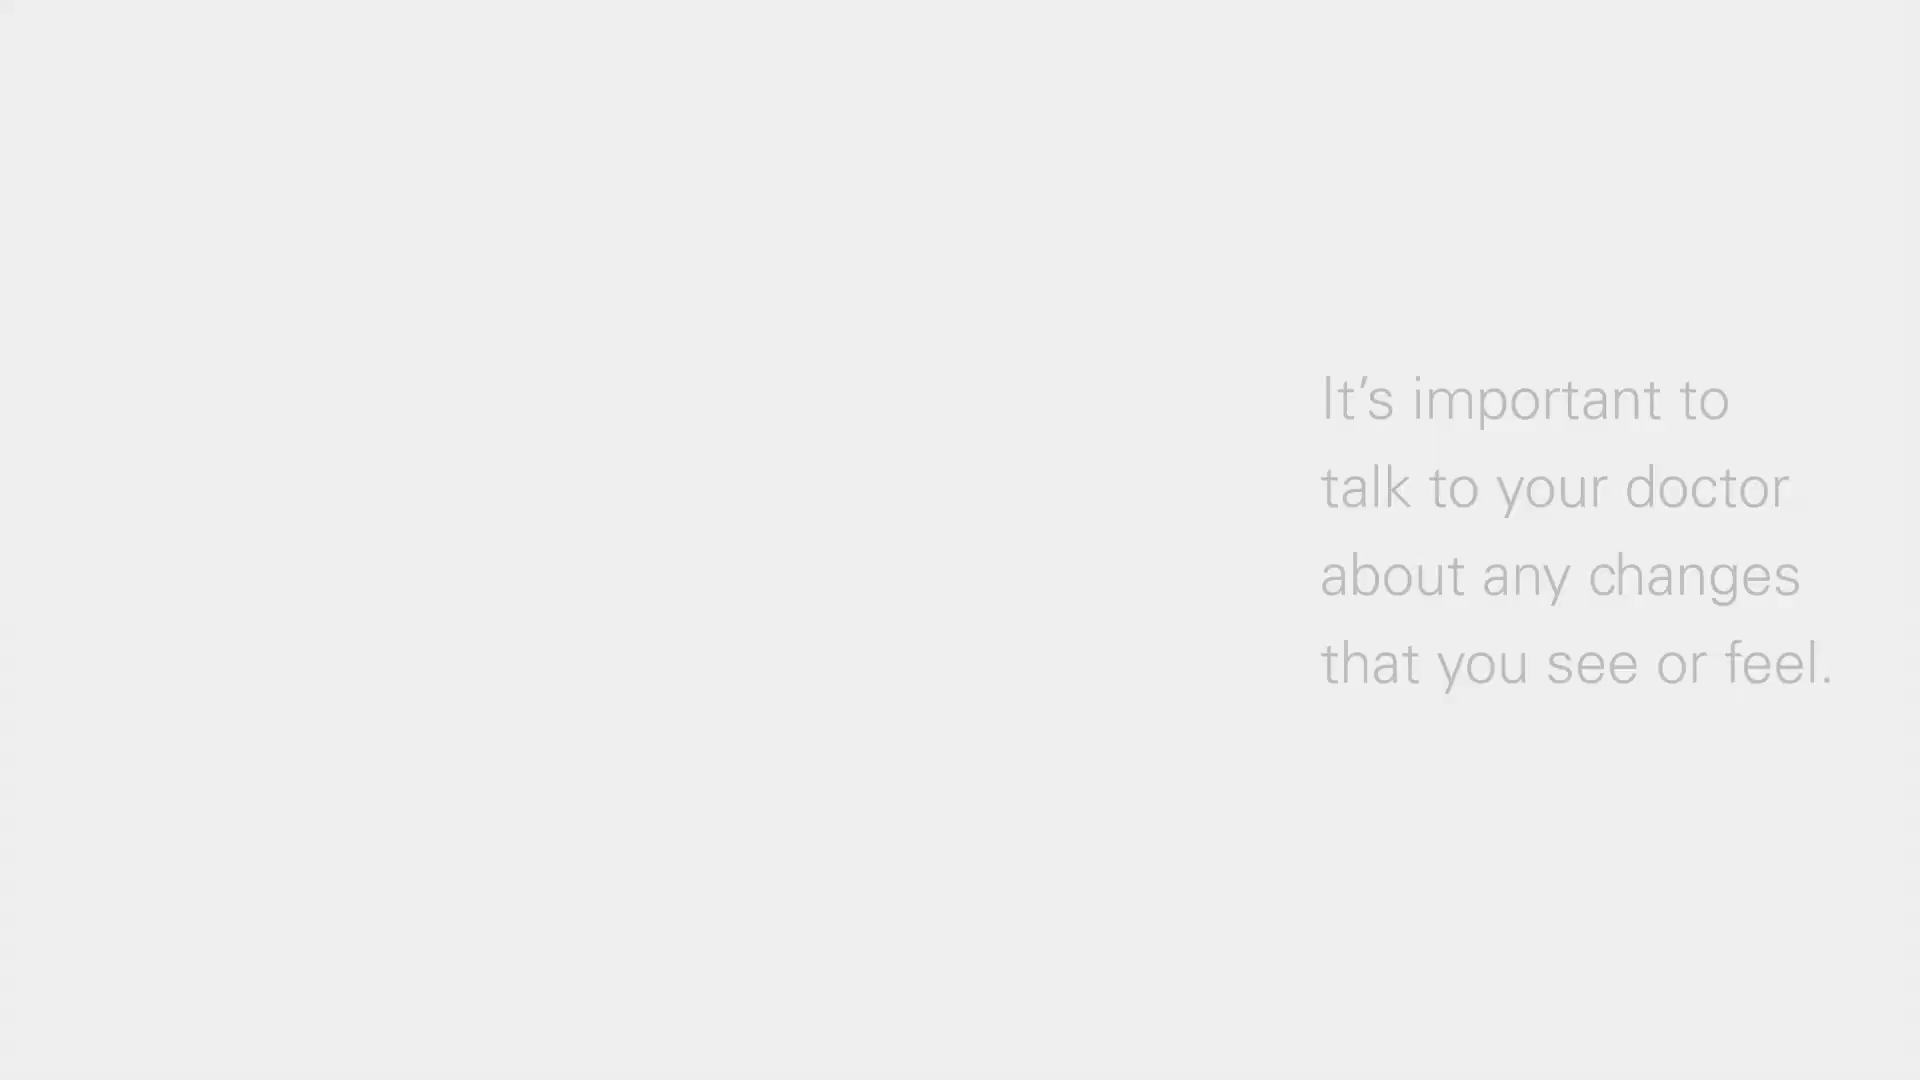 It’s important to
talk to your doctor
about any changes
that you see or feel.